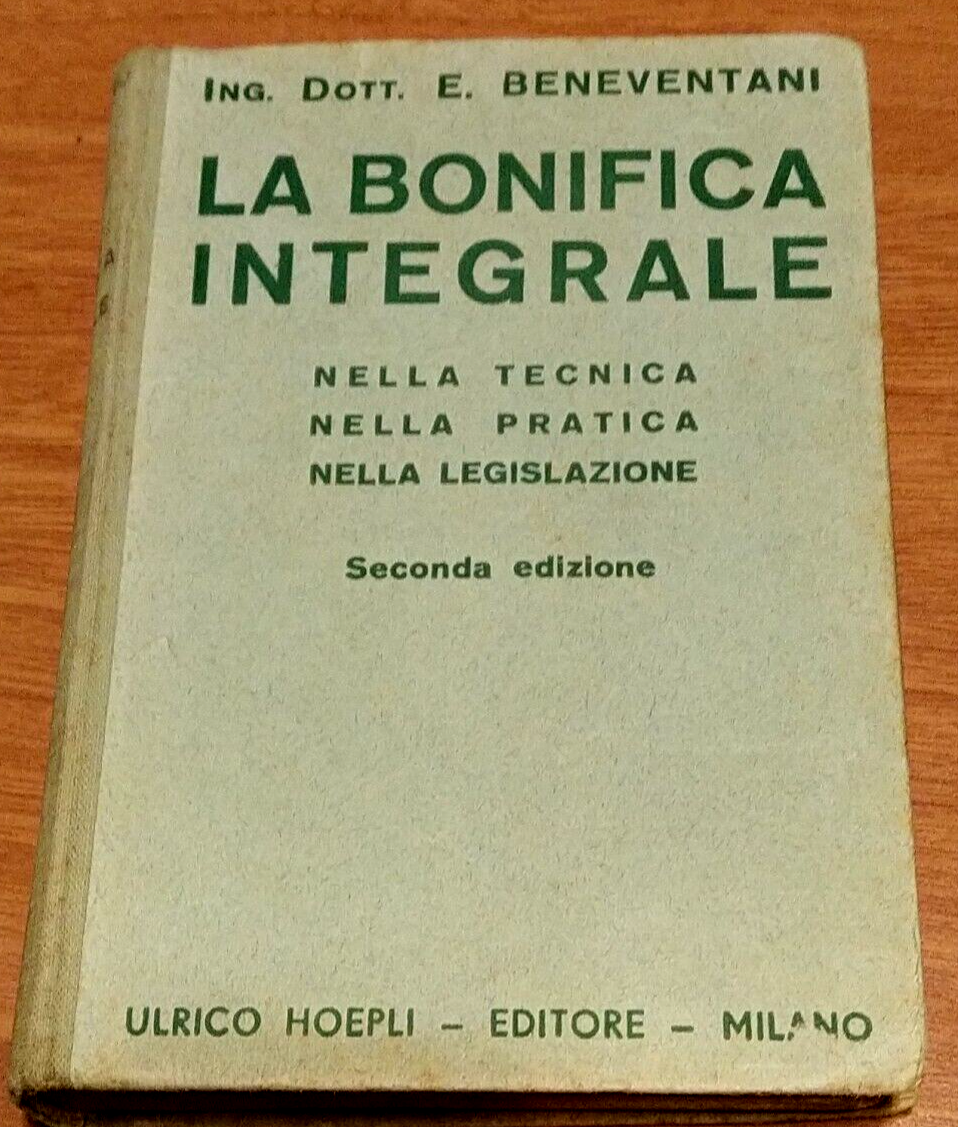 ING. DOTT. E. BENEVENTANI
LA BONIFICA
INTEGRALE
NELLA TECNICA
NELLA PRATICA
NELLA LEGISLAZIONE
Seconda edizione
ULRICO HOEPLI – EDITORE – MILANO